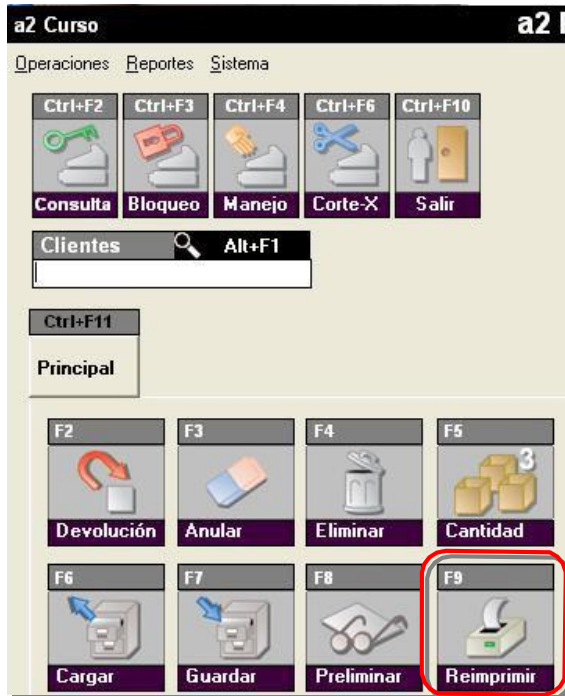 a2 Curso a2
Operaciones Reportes Sistema
Ctrl+F2 Ctrl+F3 Ctrl+F4 Ctrl+F6 Ctrl+F10
Consulta Bloqueo Manejo Corte-X Salir
Clientes Alt+F1
Ctrl+F11
Principal
F2 F3 F4 F5
3
Devolución Anular Eliminar Cantidad
F6 F7 F8 F9
Cargar Guardar Preliminar Reimprimir